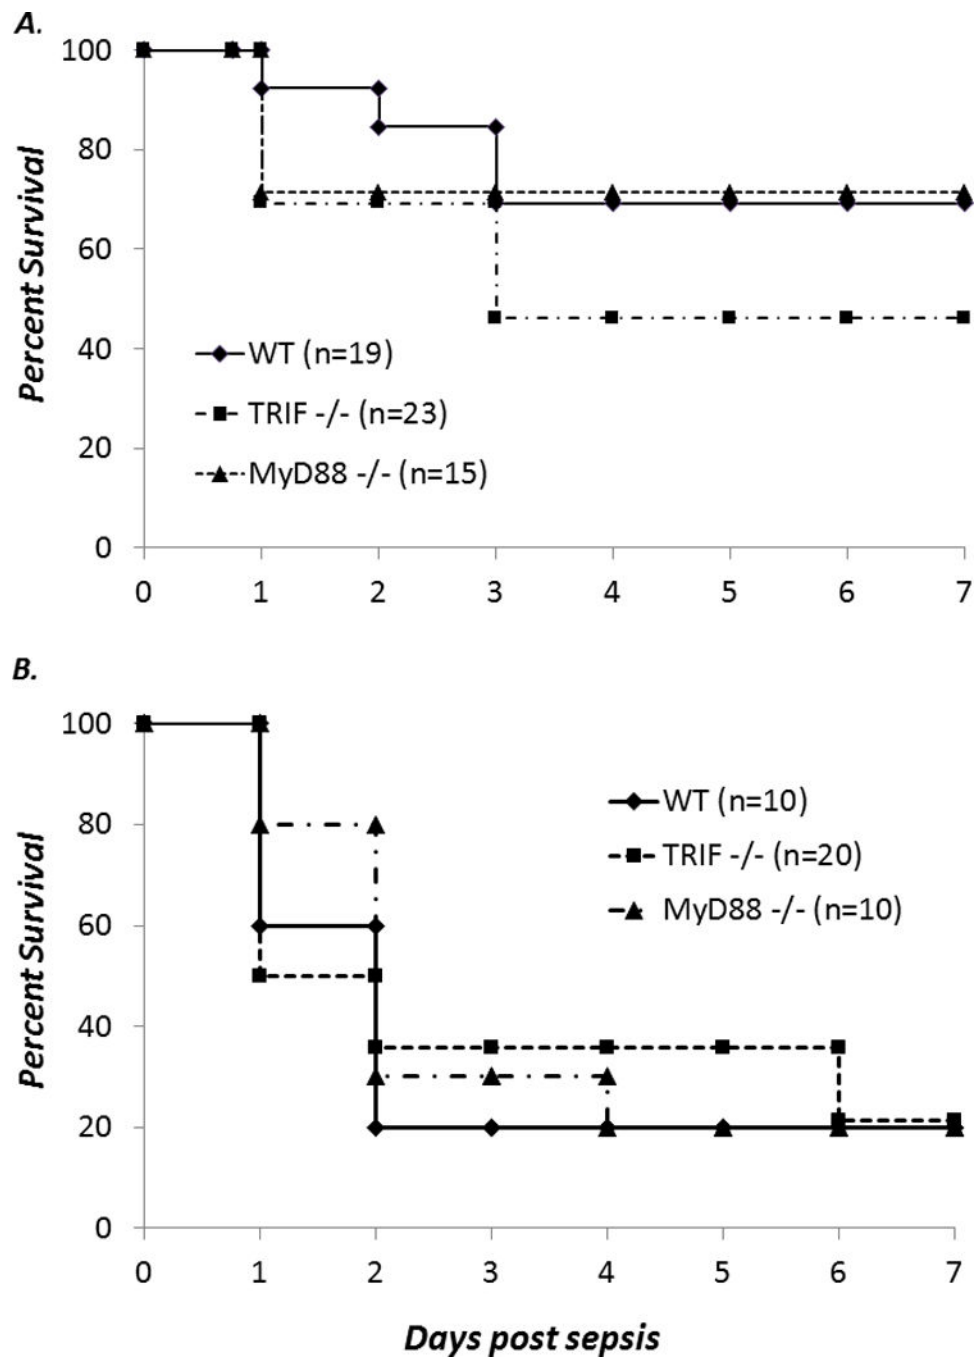 A.
100
80
60
40
20
0
Percent Survival
WT (n=19)
TRIF -/- (n=23)
MyD88 -/- (n=15)
0 1 2 3 4 5 6 7
B.
100
80
60
40
20
0
Percent Survival
WT (n=10)
TRIF -/- (n=20)
MyD88 -/- (n=10)
0 1 2 3 4 5 6 7
Days post sepsis